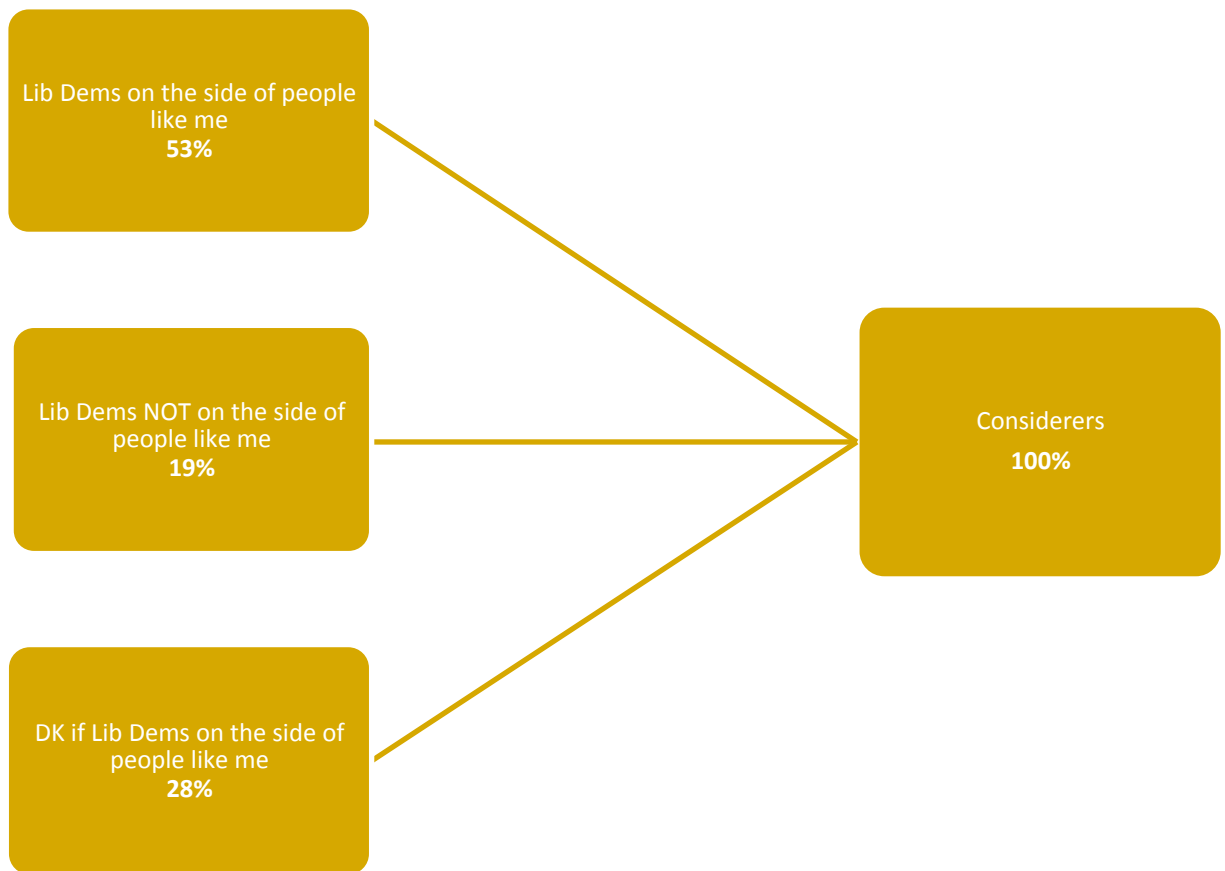 Lib Dems on the side of people
like me
53%
Lib Dems NOT on the side of
people like me
19%
Considerers
100%
DK if Lib Dems on the side of
people like me
28%